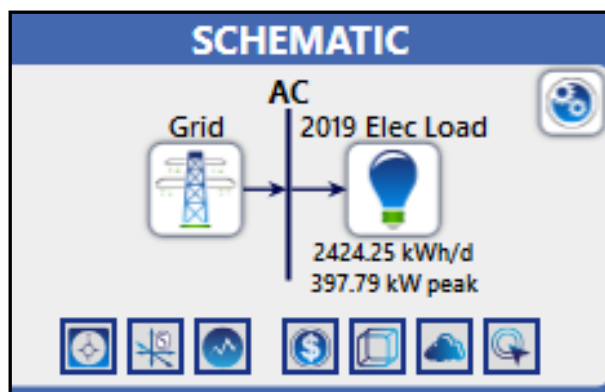 SCHEMATIC
AC
Grid
2019 Elec Load
2424.25 kWh/d
397.79 kW peak